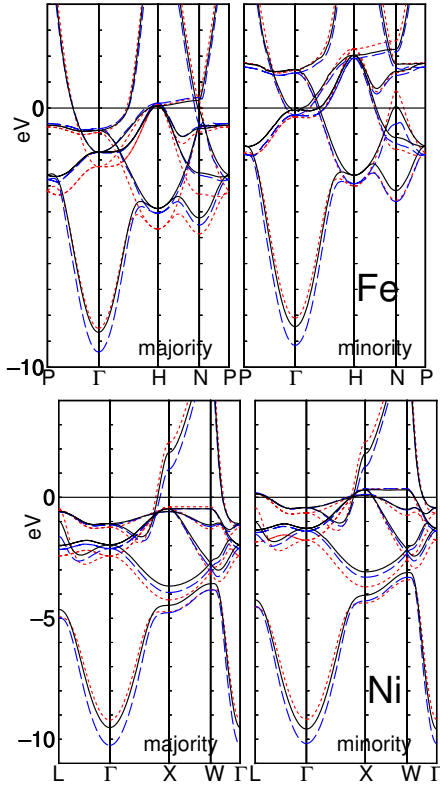 0
eV
Fe
majority
minority
−10
P Γ H N P Γ H N P
0
eV
−5
Ni
−10
majority
minority
L Γ X W Γ L Γ X W Γ